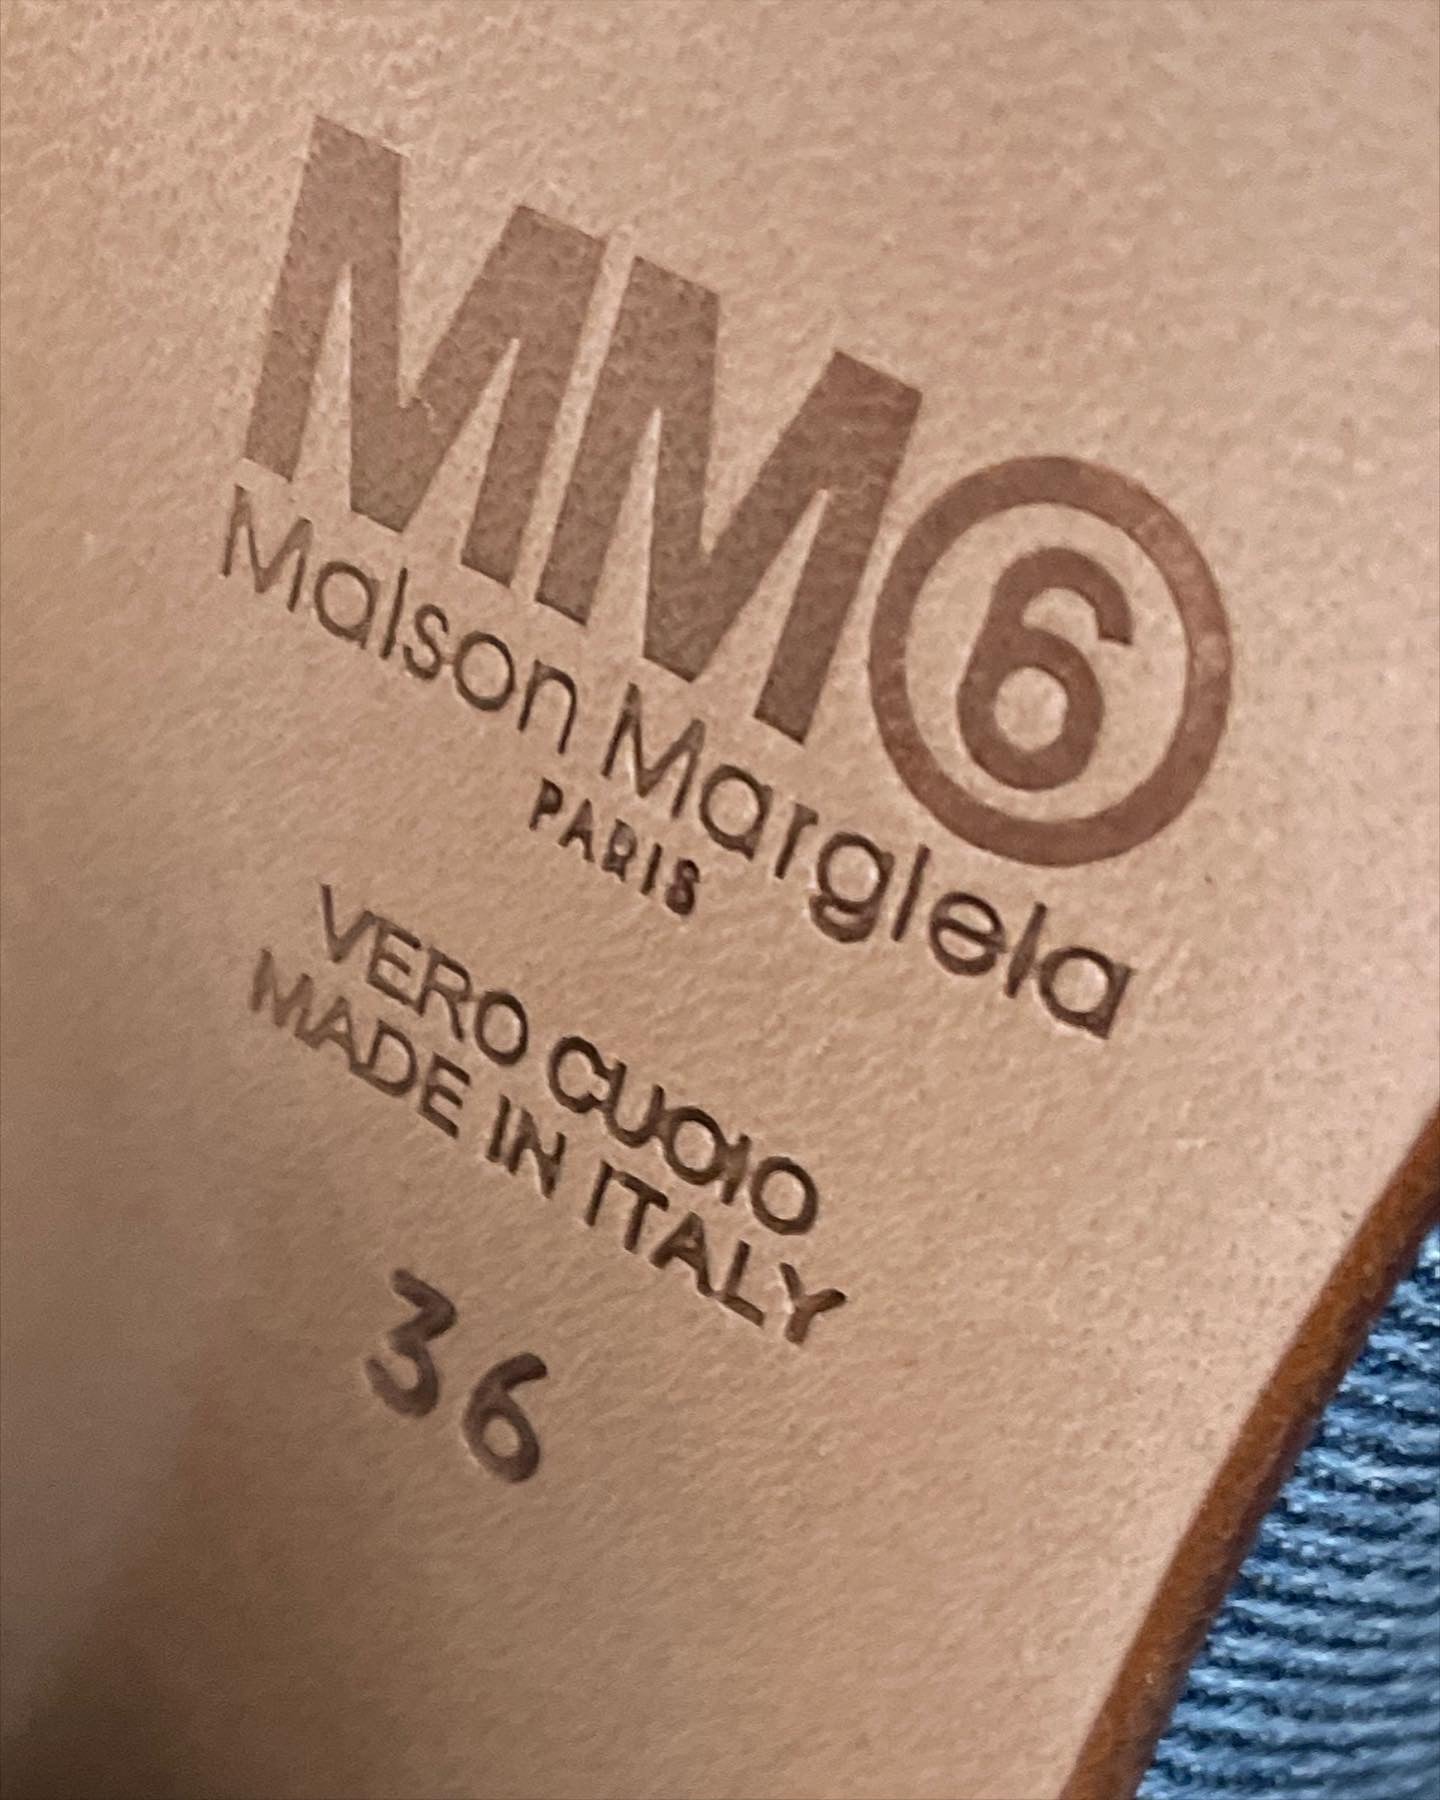 MM⑥
Maison Margiela
PARIS
VERO CUOIO
MADE IN ITALY
36